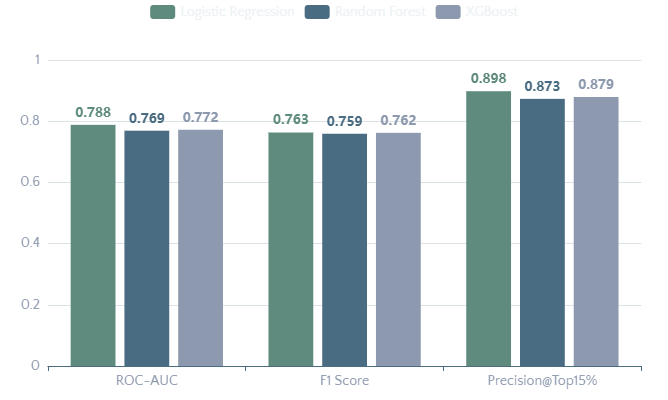 Logistic Regression Random Forest XGBoost
1
0.898 0.873 0.879
0.788 0.769 0.772 0.763 0.759 0.762
0.8
0.6
0.4
0.2
0
ROC-AUC F1 Score Precision@Top15%